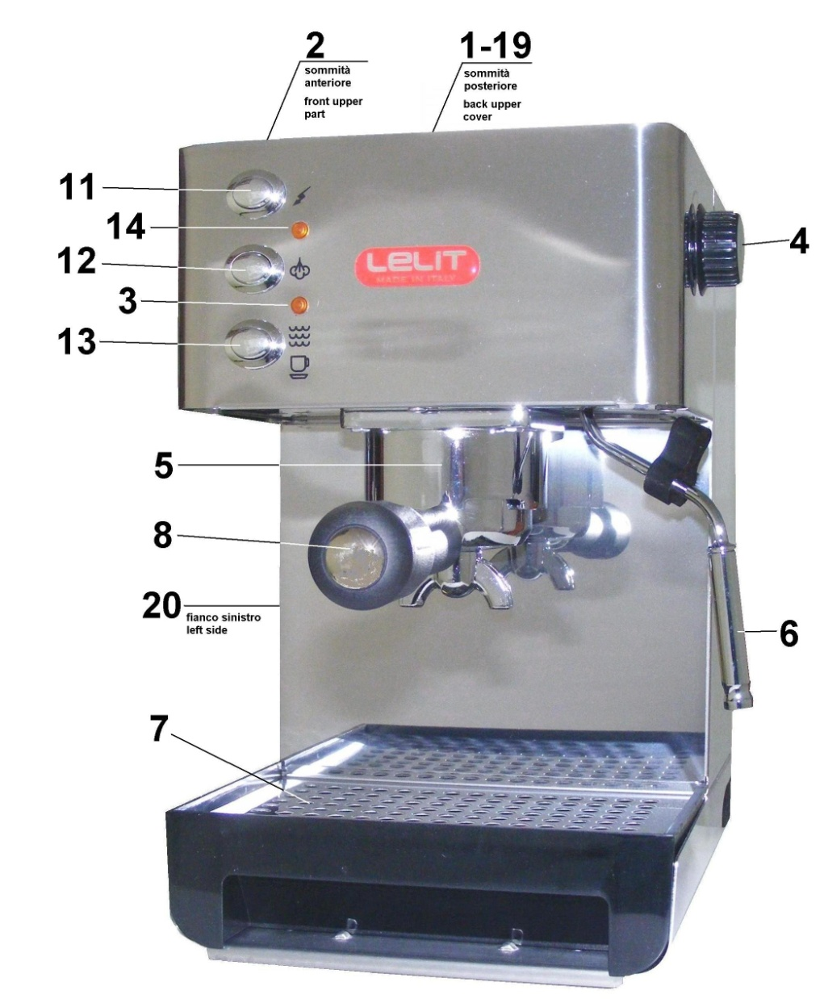 2
sommità
anteriore
front upper
part
1-19
sommità
posteriore
back upper
cover
11
14
12
3
13
4
LELIT
MADE IN ITALY
5
8
20
fianco sinistro
left side
6
7